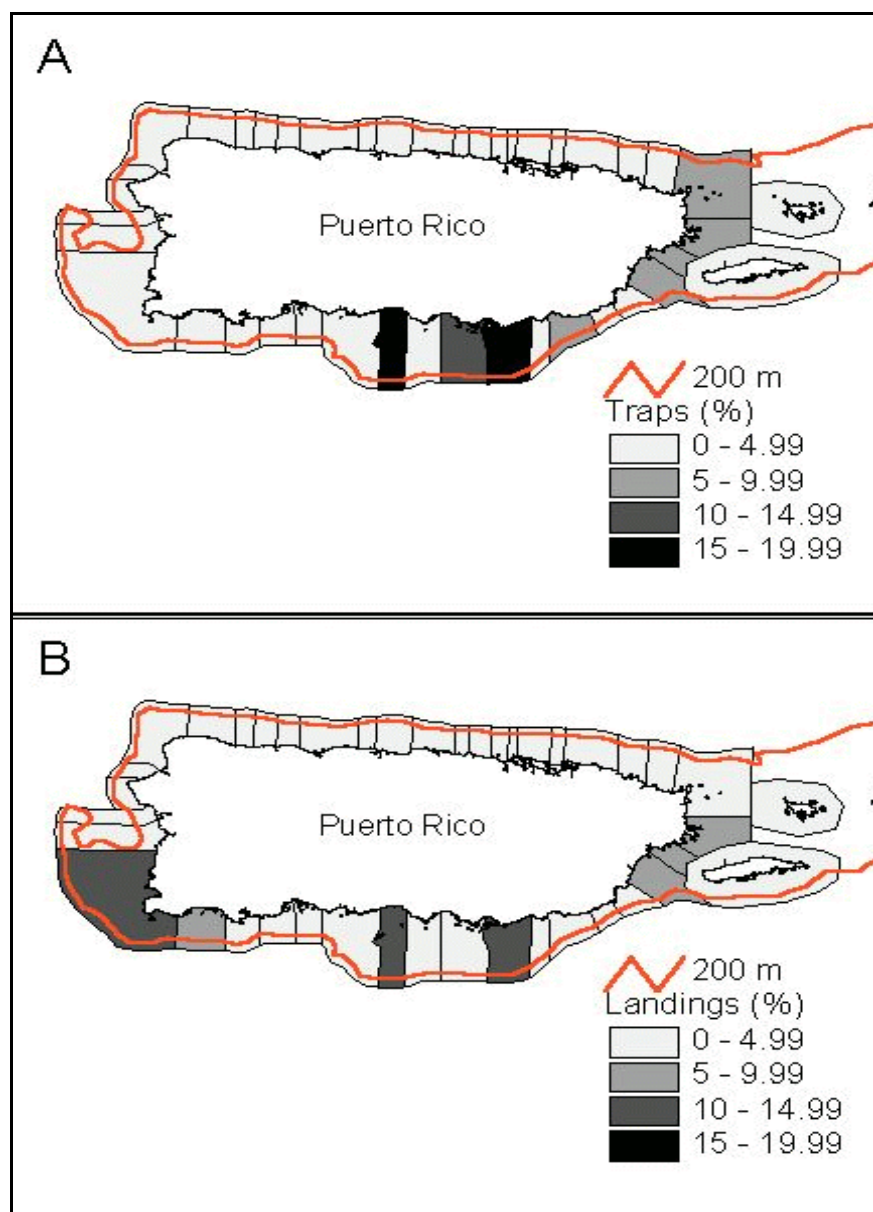 A
Puerto Rico
200 m
Traps (%)
0 - 4.99
5 - 9.99
10 - 14.99
15 - 19.99
B
Puerto Rico
200 m
Landings (%)
0 - 4.99
5 - 9.99
10 - 14.99
15 - 19.99